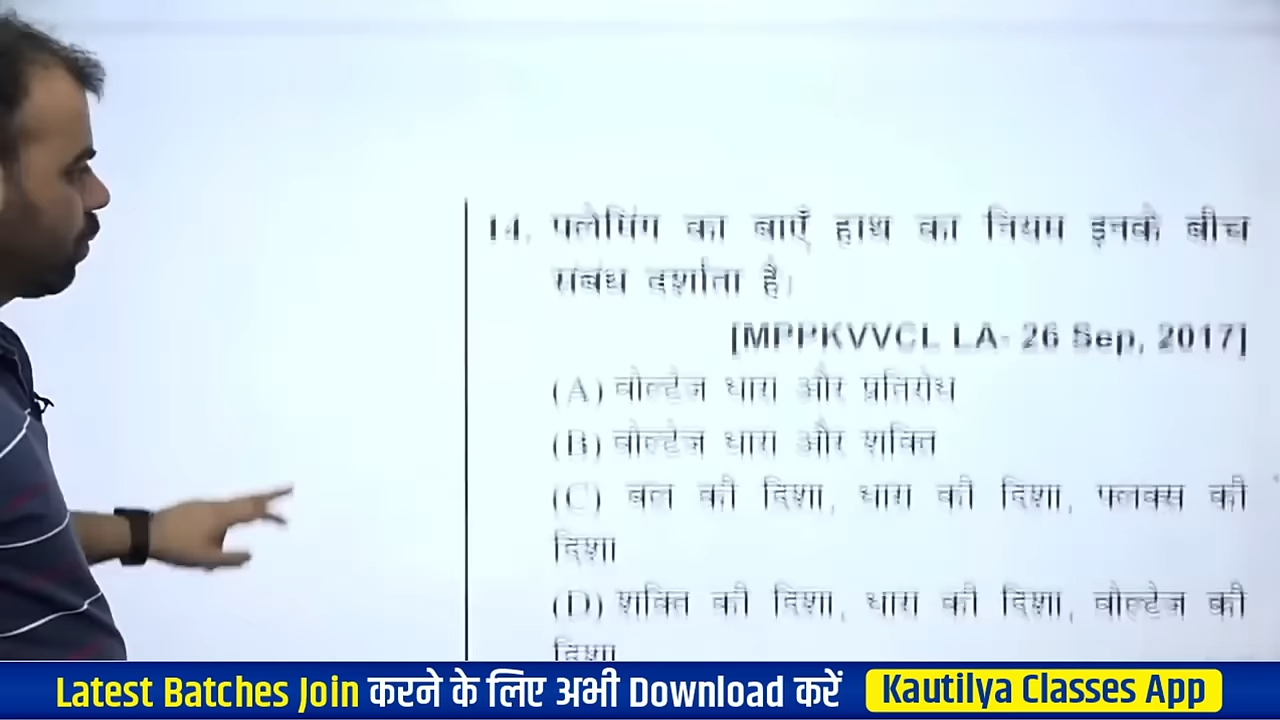 14. फ्लेमिंग का बाएँ हाथ का नियम इनके बीच
संबंध दर्शाता है।
[MPPKVVCL LA- 26 Sep, 2017]
(A) वोल्टेज धारा और प्रतिरोध
(B) वोल्टेज धारा और शक्ति
(C) बल की दिशा, धारा की दिशा, फ्लक्स की
दिशा
(D) शक्ति की दिशा, धारा की दिशा, वोल्टेज की
दिशा
Latest Batches Join करने के लिए अभी Download करें Kautilya Classes App